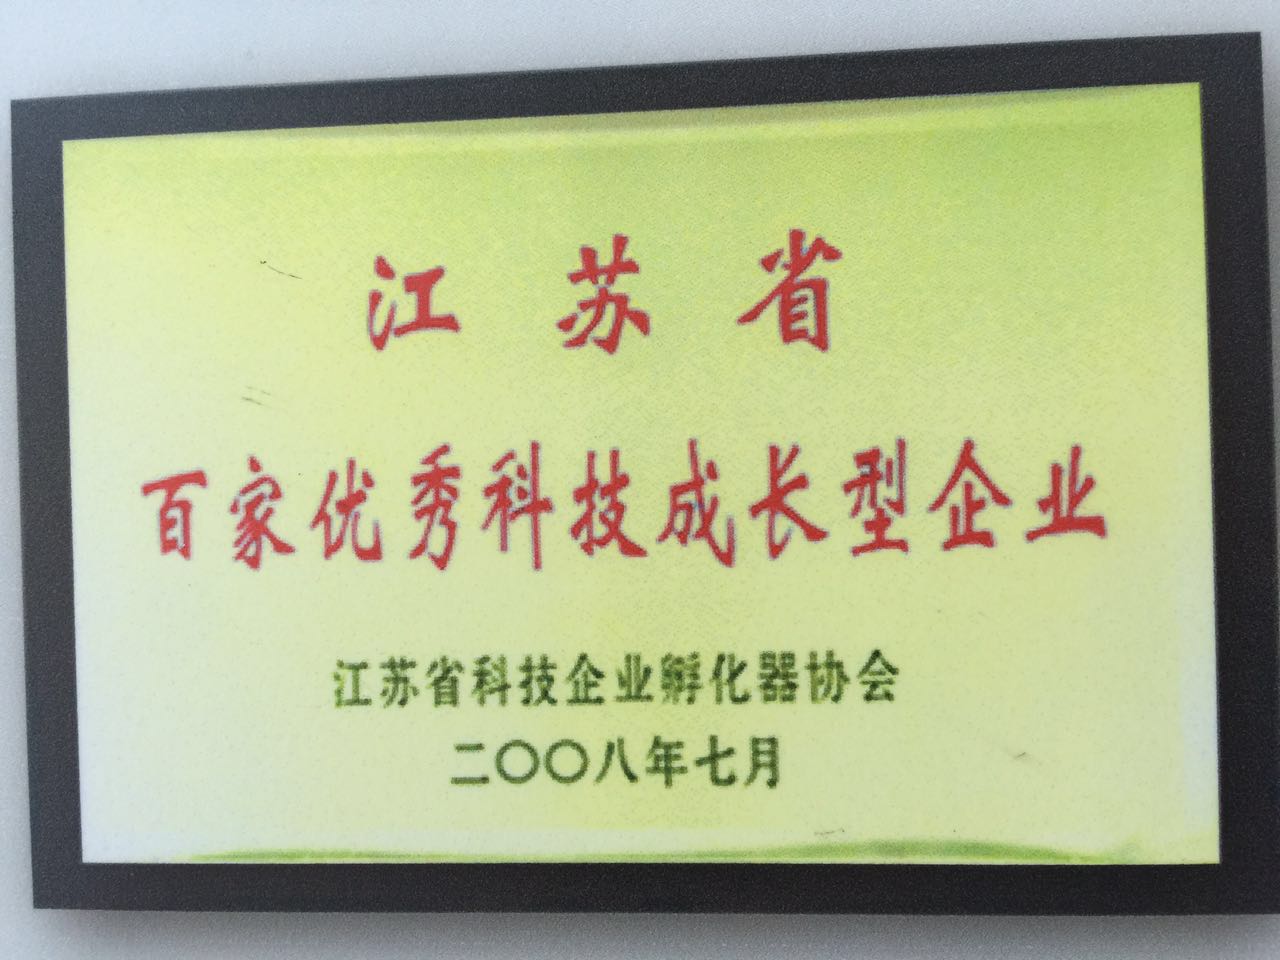 江苏省
百家优秀科技成长型企业
江苏省科技企业孵化器协会
二〇〇八年七月